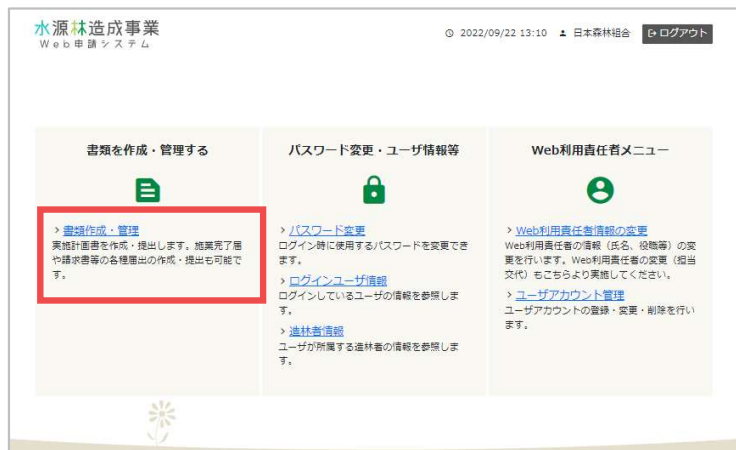 水源林造成事業
Web申請システム
2022/09/22 13:10 日本森林組合 ログアウト
書類を作成・管理する
> 書類作成・管理
実施計画書を作成・提出します。施業完了届
や請求書等の各種届出の作成・提出も可能で
す。
パスワード変更・ユーザ情報等
> パスワード変更
ログイン時に使用するパスワードを変更でき
ます。
> ログインユーザ情報
ログインしているユーザの情報を参照しま
す。
> 造林者情報
ユーザが所属する造林者の情報を参照しま
す。
Web利用責任者メニュー
> Web利用責任者情報の変更
Web利用責任者の情報（氏名、役職等）の変
更を行います。Web利用責任者の変更（担当
交代）もこちらより実施してください。
> ユーザアカウント管理
ユーザアカウントの登録・変更・削除を行い
ます。